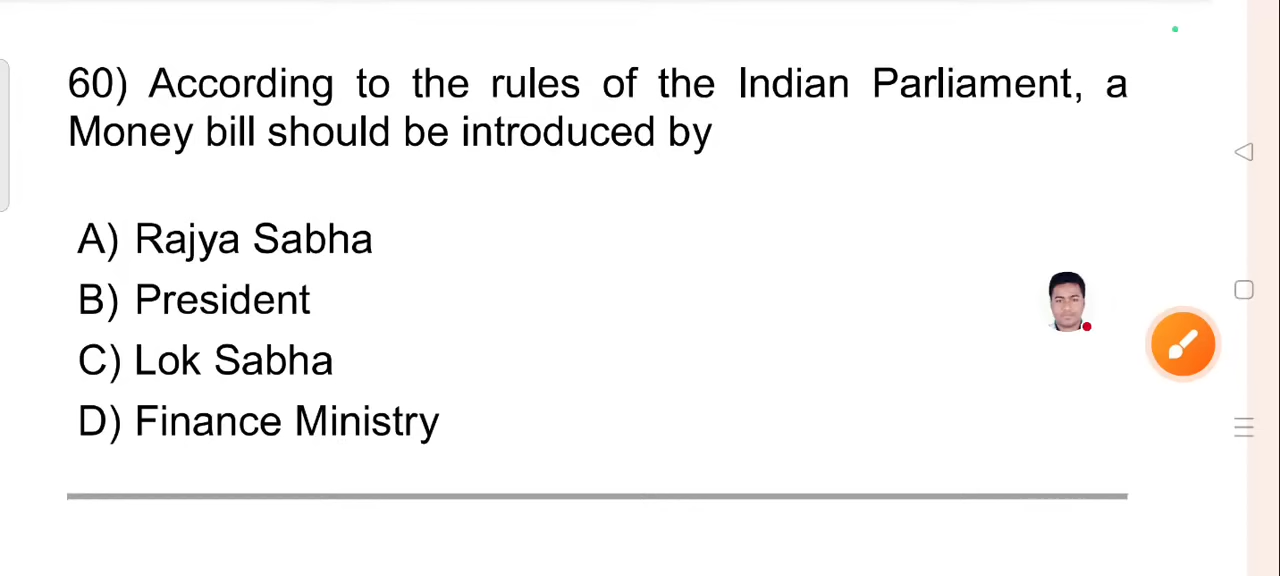 60) According to the rules of the Indian Parliament, a
Money bill should be introduced by
A) Rajya Sabha
B) President
C) Lok Sabha
D) Finance Ministry